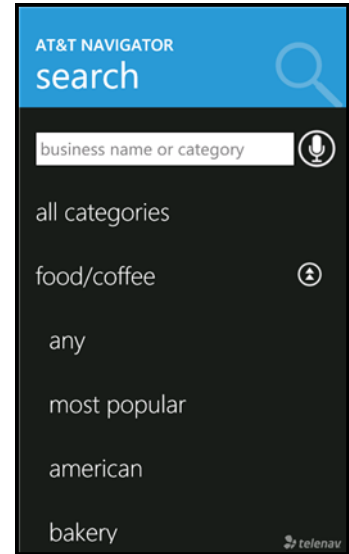 AT&T NAVIGATOR
search
business name or category
all categories
food/coffee
any
most popular
american
bakery
telenav